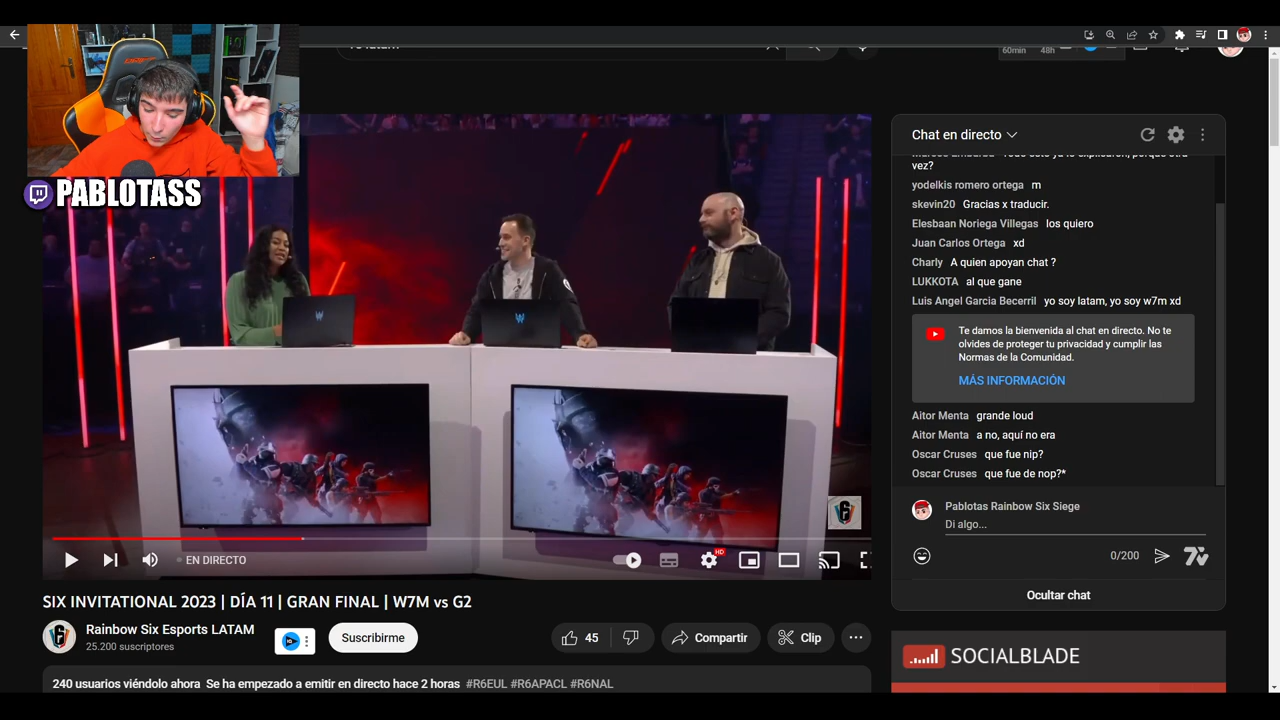 60min 48h
PABLOTASS
Chat en directo
vez?
yodelkis romero ortega m
skevin20 Gracias x traducir.
Elesbaan Noriega Villegas los quiero
Juan Carlos Ortega xd
Charly A quien apoyan chat ?
LUKKOTA al que gane
Luis Angel Garcia Becerril yo soy latam, yo soy w7m xd
Te damos la bienvenida al chat en directo. No te
olvides de proteger tu privacidad y cumplir las
Normas de la Comunidad.
MÁS INFORMACIÓN
Aitor Menta grande loud
Aitor Menta a no, aquí no era
Oscar Cruses que fue nip?
Oscar Cruses que fue de nop?*
Pablotas Rainbow Six Siege
Di algo...
0/200
Ocultar chat
EN DIRECTO
HD
SIX INVITATIONAL 2023 | DÍA 11 | GRAN FINAL | W7M vs G2
Rainbow Six Esports LATAM
25.200 suscriptores
Suscribirme
45
Compartir
Clip
240 usuarios viéndolo ahora Se ha empezado a emitir en directo hace 2 horas #R6EUL #R6APACL #R6NAL
SOCIALBLADE